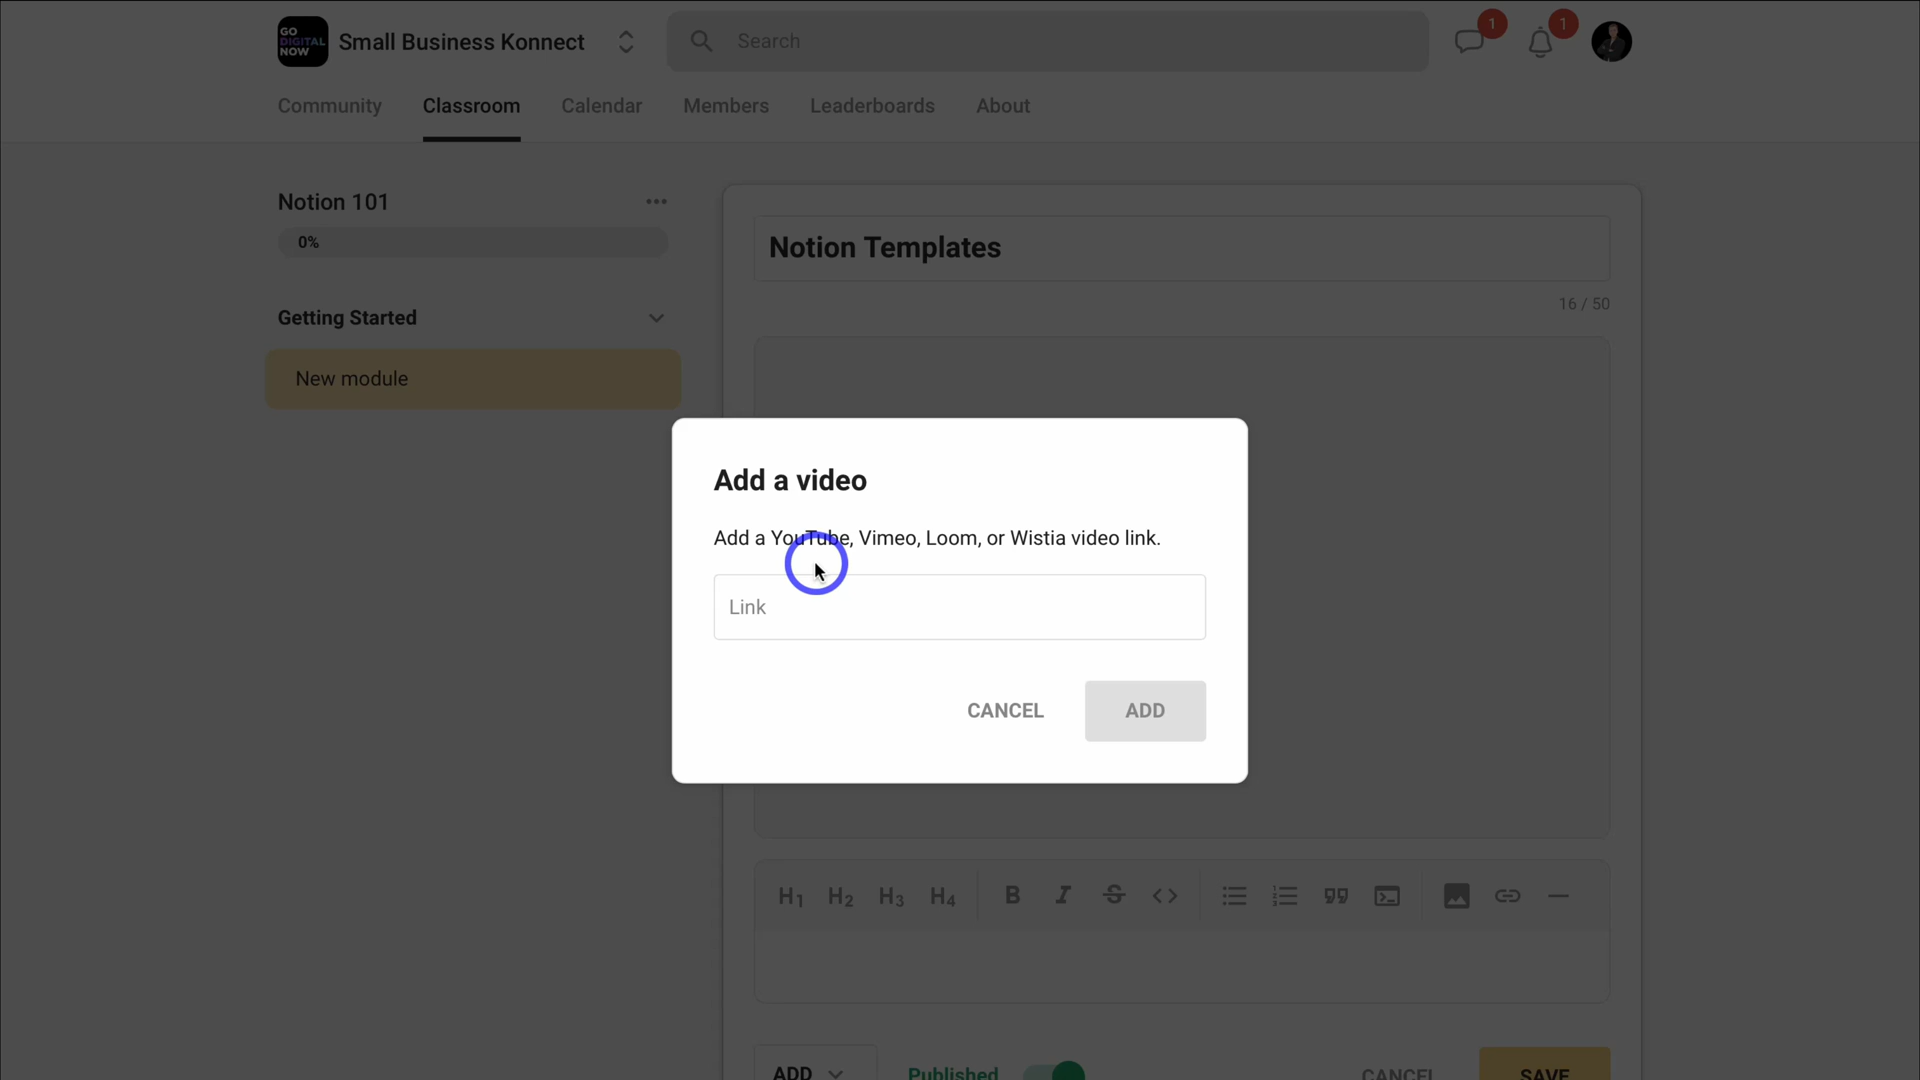 GO
DIGITAL
NOW
Small Business Konnect
Search
1
1
Community
Classroom
Calendar
Members
Leaderboards
About
Notion 101
0%
Getting Started
New module
Notion Templates
16 / 50
Add a video
Add a YouTube, Vimeo, Loom, or Wistia video link.
Link
CANCEL
ADD
H1 H2 H3 H4 B I S
ADD
Published
CANCEL
SAVE